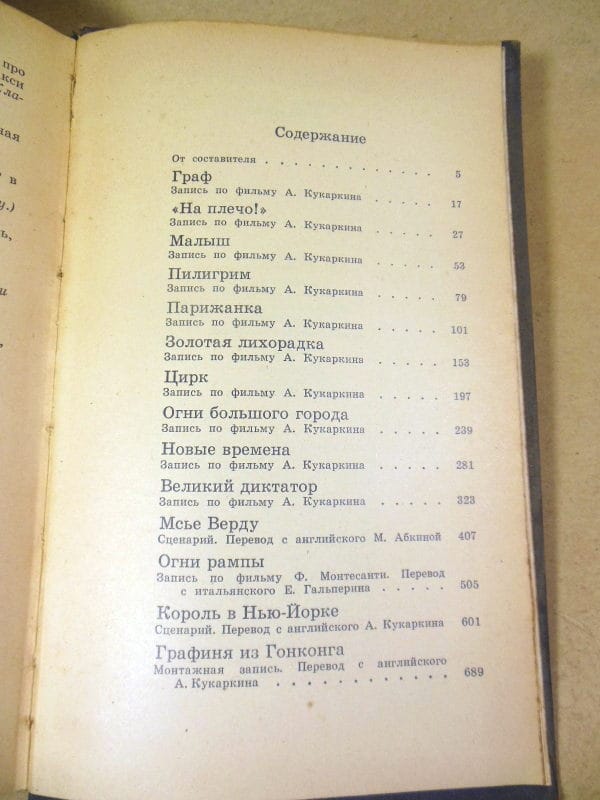 про
кси
Сла-
ная
в
у.)
ь,
и
Содержание
От составителя . . . . . . . . . . . 5
Граф
Запись по фильму А. Кукаркина . . . . . 17
«На плечо!»
Запись по фильму А. Кукаркина . . . . . 27
Малыш
Запись по фильму А. Кукаркина . . . . . 53
Пилигрим
Запись по фильму А. Кукаркина . . . . . 79
Парижанка
Запись по фильму А. Кукаркина . . . . . 101
Золотая лихорадка
Запись по фильму А. Кукаркина . . . . . 153
Цирк
Запись по фильму А. Кукаркина . . . . . 197
Огни большого города
Запись по фильму А. Кукаркина . . . . . 239
Новые времена
Запись по фильму А. Кукаркина . . . . . 281
Великий диктатор
Запись по фильму А. Кукаркина . . . . . 323
Мсье Верду
Сценарий. Перевод с английского М. Абкиной 407
Огни рампы
Запись по фильму Ф. Монтесанти. Перевод
с итальянского Е. Гальперина . . . . . 505
Король в Нью-Йорке
Сценарий. Перевод с английского А. Кукаркина 601
Графиня из Гонконга
Монтажная запись. Перевод с английского
А. Кукаркина . . . . . . . . . . . 689